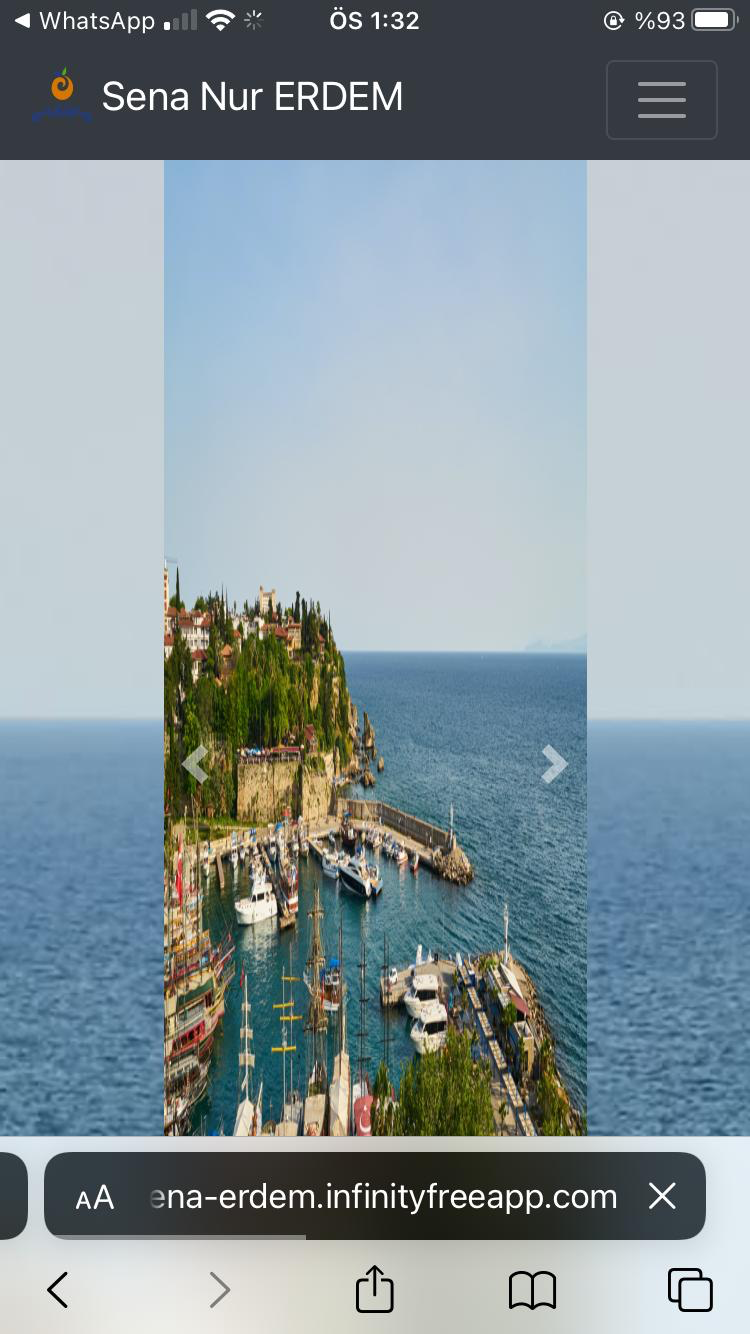 WhatsApp ÖS 1:32 %93
Sena Nur ERDEM
AA ena-erdem.infinityfreeapp.com